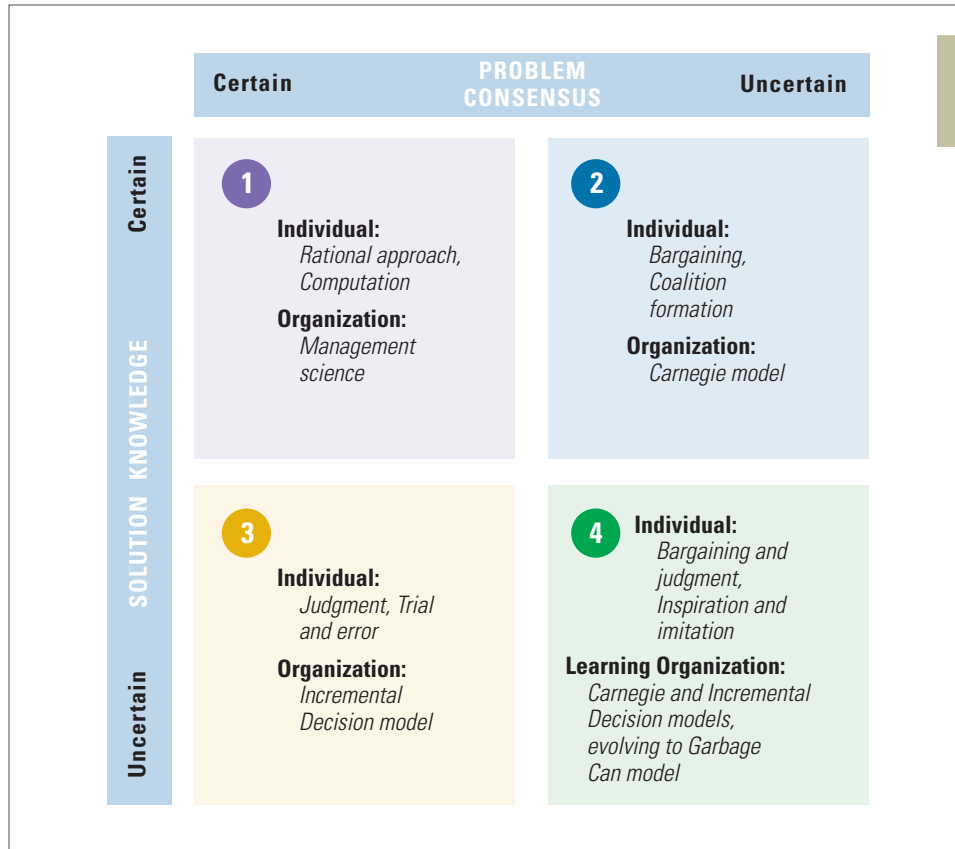 Certain
PROBLEM
CONSENSUS
Uncertain
Certain
SOLUTION KNOWLEDGE
Uncertain
1
Individual:
Rational approach,
Computation
Organization:
Management
science
2
Individual:
Bargaining,
Coalition
formation
Organization:
Carnegie model
3
Individual:
Judgment, Trial
and error
Organization:
Incremental
Decision model
4
Individual:
Bargaining and
judgment,
Inspiration and
imitation
Learning Organization:
Carnegie and Incremental
Decision models,
evolving to Garbage
Can model